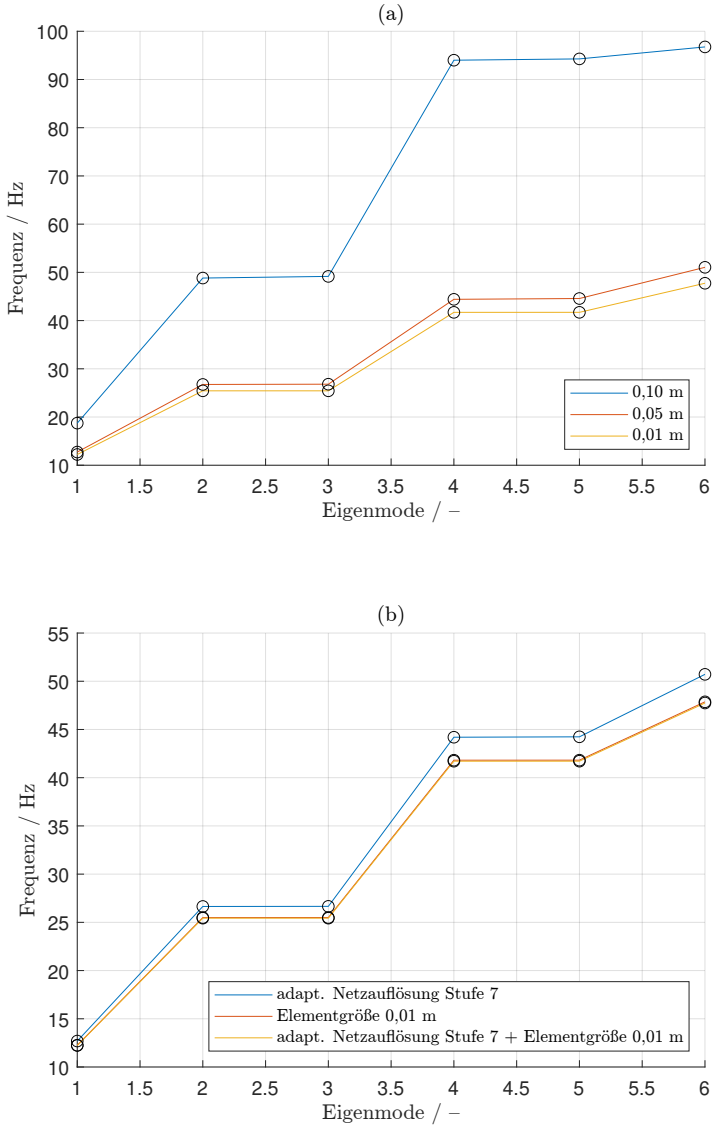 (a)
100
90
80
70
60
50
40
30
20
10
Frequenz / Hz
0,10 m
0,05 m
0,01 m
1 1.5 2 2.5 3 3.5 4 4.5 5 5.5 6
Eigenmode / –
(b)
55
50
45
40
35
30
25
20
15
10
Frequenz / Hz
adapt. Netzauflösung Stufe 7
Elementgröße 0,01 m
adapt. Netzauflösung Stufe 7 + Elementgröße 0,01 m
1 1.5 2 2.5 3 3.5 4 4.5 5 5.5 6
Eigenmode / –